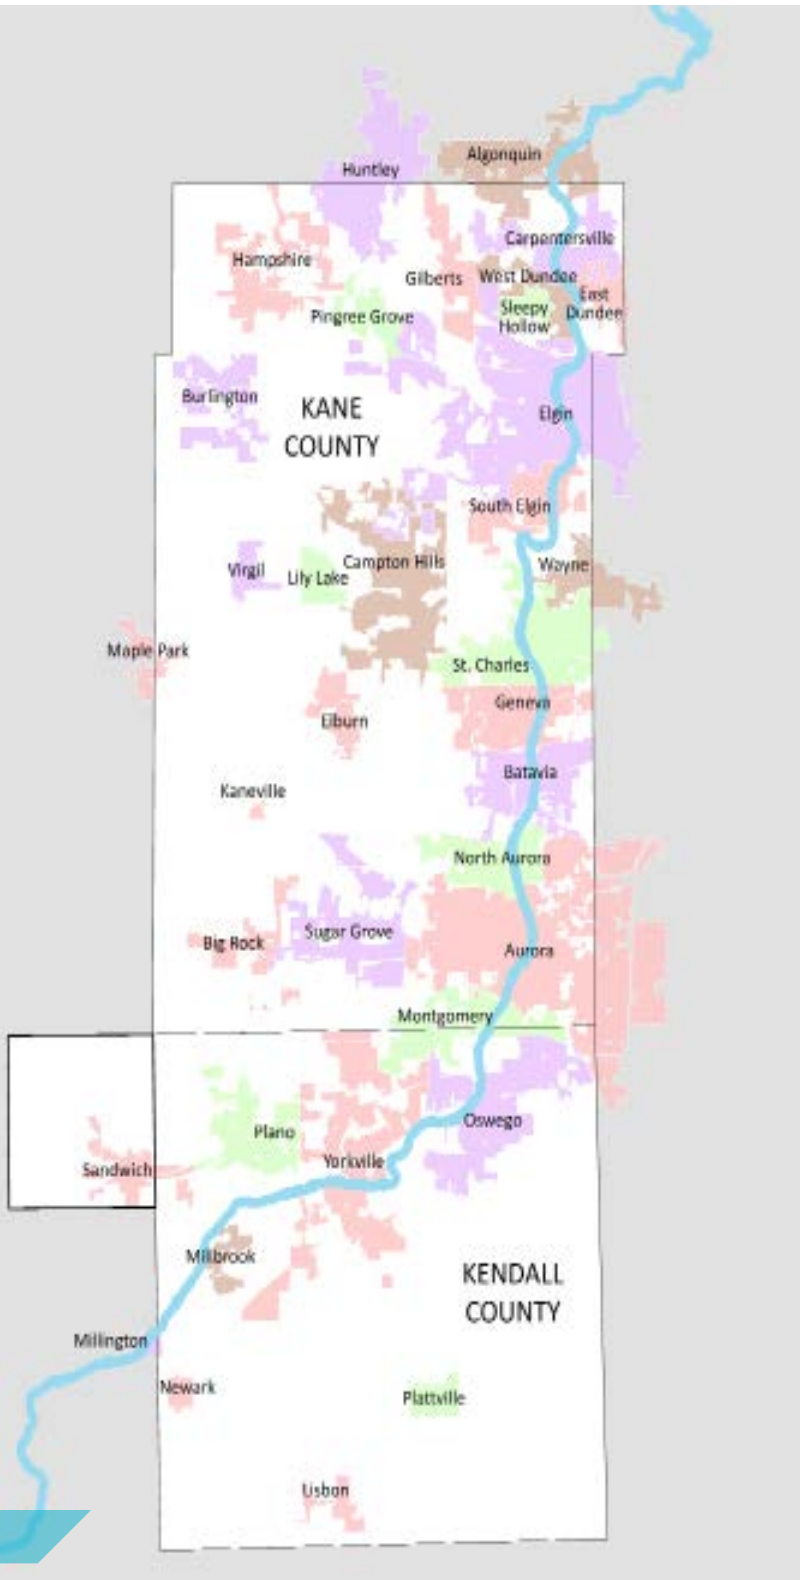 Algonquin
Huntley
Carpentersville
Hampshire
Gilberts
West Dundee
East
Dundee
Sleepy
Hollow
Pingree Grove
Burlington
KANE
COUNTY
Elgin
South Elgin
Campton Hills
Wayne
Virgil
Lily Lake
Maple Park
St. Charles
Geneva
Elburn
Batavia
Kaneville
North Aurora
Sugar Grove
Big Rock
Aurora
Montgomery
Oswego
Plano
Yorkville
Sandwich
Millbrook
KENDALL
COUNTY
Millington
Newark
Plattville
Lisbon